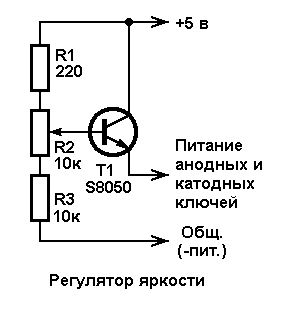 +5 в
R1
220
R2
10к
T1
S8050
Питание
анодных и
катодных
ключей
R3
10к
Общ.
(-пит.)
Регулятор яркости